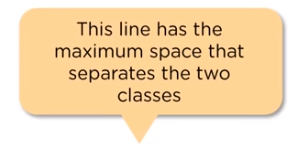 This line has the
maximum space that
separates the two
classes